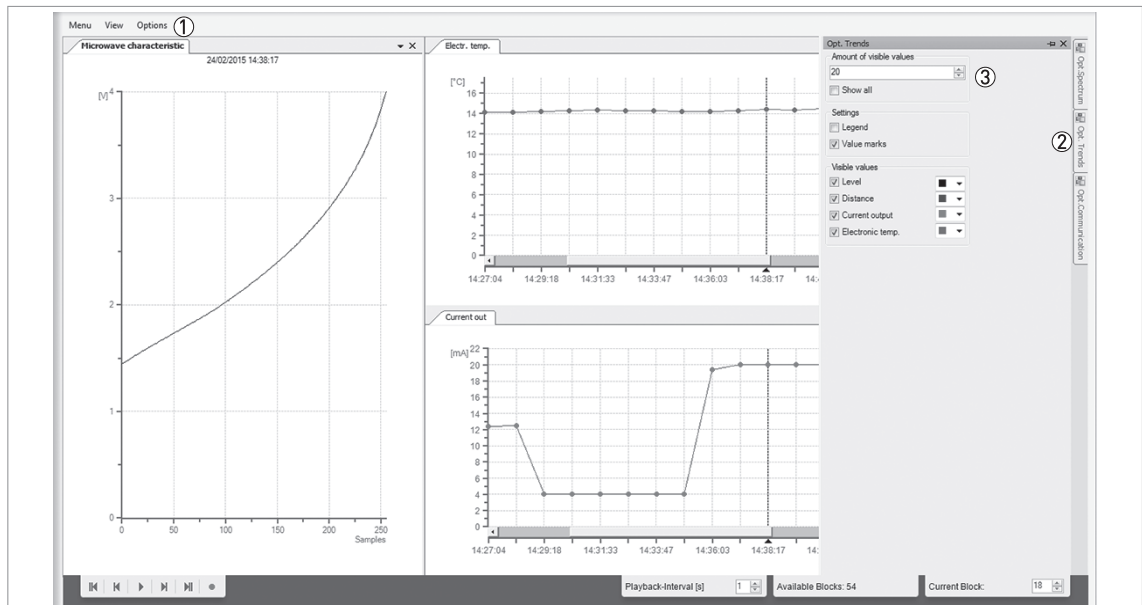 Menu View Options ①
Microwave characteristic
24/02/2015 14:38:17
[V]
4
3
2
1
0
0 50 100 150 200 250
Samples
Electr. temp.
[°C]
16
14
12
10
8
6
4
2
0
14:27:04 14:29:18 14:31:33 14:33:47 14:36:03 14:38:17 14:4
Current out
[mA]
22
20
18
16
14
12
10
8
6
4
2
0
14:27:04 14:29:18 14:31:33 14:33:47 14:36:03 14:38:17 14:
Opt. Trends
Amount of visible values
20
③
Show all
Settings
Legend
Value marks
Visible values
Level
Distance
Current output
Electronic temp.
Opt.Spectrum
②
Opt. Trends
Opt.Communication
Playback-Interval [s] 1
Available Blocks: 54
Current Block: 18